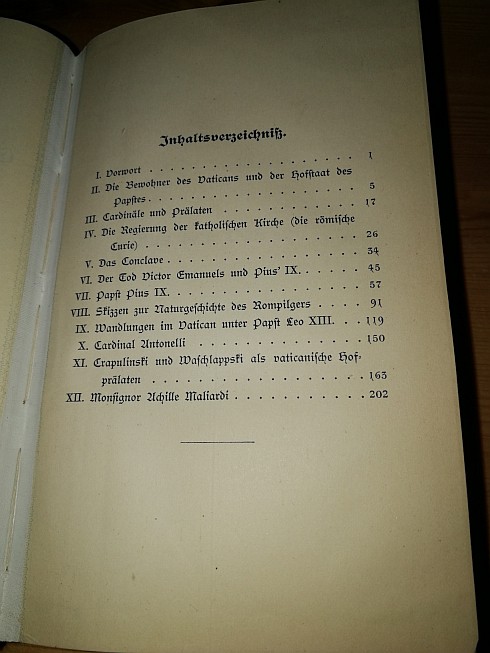 Inhaltsverzeichniß.
I. Vorwort . . . . . . . . . . . . . . . . . . 1
II. Die Bewohner des Vaticans und der Hofstaat des
Papstes . . . . . . . . . . . . . . . . . . 5
III. Cardinäle und Prälaten . . . . . . . . . . . 17
IV. Die Regierung der katholischen Kirche (die römische
Curie) . . . . . . . . . . . . . . . . . . 26
V. Das Conclave . . . . . . . . . . . . . . . . 34
VI. Der Tod Victor Emanuels und Pius' IX. . . . . . 45
VII. Papst Pius IX. . . . . . . . . . . . . . . . 57
VIII. Skizzen zur Naturgeschichte des Rompilgers . . . . 91
IX. Wandlungen im Vatican unter Papst Leo XIII. . . 119
X. Cardinal Antonelli . . . . . . . . . . . . . 150
XI. Crapulinski und Waschlappski als vaticanische Hof-
prälaten . . . . . . . . . . . . . . . . . 163
XII. Monsignor Achille Maliardi . . . . . . . . . . 202